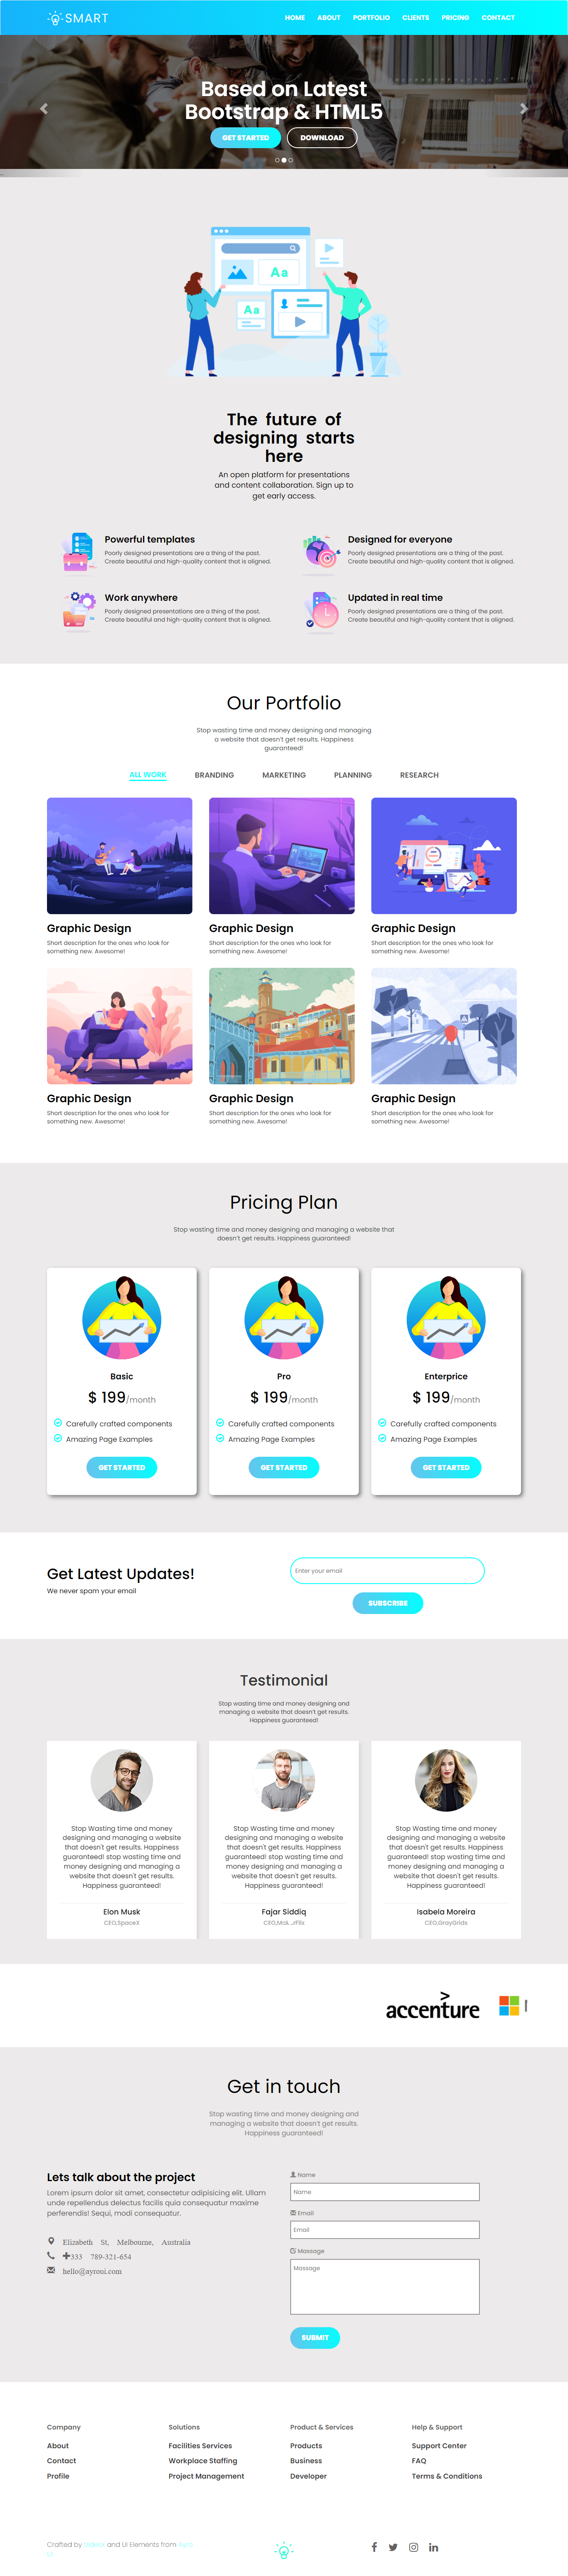 SMART
HOME ABOUT PORTFOLIO CLIENTS PRICING CONTACT
Based on Latest
Bootstrap & HTML5
GET STARTED DOWNLOAD
Aa
Aa
The future of
designing starts
here
An open platform for presentations
and content collaboration. Sign up to
get early access.
Powerful templates
Poorly designed presentations are a thing of the past.
Create beautiful and high-quality content that is aligned.
Designed for everyone
Poorly designed presentations are a thing of the past.
Create beautiful and high-quality content that is aligned.
Work anywhere
Poorly designed presentations are a thing of the past.
Create beautiful and high-quality content that is aligned.
Updated in real time
Poorly designed presentations are a thing of the past.
Create beautiful and high-quality content that is aligned.
Our Portfolio
Stop wasting time and money designing and managing
a website that doesn't get results. Happiness
guaranteed!
ALL WORK BRANDING MARKETING PLANNING RESEARCH
Graphic Design
Short description for the ones who look for
something new. Awesome!
Graphic Design
Short description for the ones who look for
something new. Awesome!
Graphic Design
Short description for the ones who look for
something new. Awesome!
Graphic Design
Short description for the ones who look for
something new. Awesome!
Graphic Design
Short description for the ones who look for
something new. Awesome!
Graphic Design
Short description for the ones who look for
something new. Awesome!
Pricing Plan
Stop wasting time and money designing and managing a website that
doesn't get results. Happiness guaranteed!
Basic
$ 199/month
Carefully crafted components
Amazing Page Examples
GET STARTED
Pro
$ 199/month
Carefully crafted components
Amazing Page Examples
GET STARTED
Enterprice
$ 199/month
Carefully crafted components
Amazing Page Examples
GET STARTED
Get Latest Updates!
We never spam your email
Enter your email
SUBSCRIBE
Testimonial
Stop wasting time and money designing and
managing a website that doesn't get results.
Happiness guaranteed!
Stop Wasting time and money
designing and managing a website
that doesn't get results. Happiness
guaranteed! stop wasting time and
money designing and managing a
website that doesn't get results.
Happiness guaranteed!
Elon Musk
CEO,SpaceX
Stop Wasting time and money
designing and managing a website
that doesn't get results. Happiness
guaranteed! stop wasting time and
money designing and managing a
website that doesn't get results.
Happiness guaranteed!
Fajar Siddiq
Stop Wasting time and money
designing and managing a website
that doesn't get results. Happiness
guaranteed! stop wasting time and
money designing and managing a
website that doesn't get results.
Happiness guaranteed!
Isabela Moreira
CEO,GrayGrids
accenture
Get in touch
Stop wasting time and money designing and
managing a website that doesn't get results.
Happiness guaranteed!
Lets talk about the project
Lorem ipsum dolor sit amet, consectetur adipisicing elit. Ullam
unde repellendus delectus facilis quia consequatur maxime
perferendis! Sequi, modi consequatur.
Elizabeth St, Melbourne, Australia
+333 789-321-654
hello@ayroui.com
Name
Name
Email
Email
Massage
Massage
SUBMIT
Company
About
Contact
Profile
Solutions
Facilities Services
Workplace Staffing
Project Management
Product & Services
Products
Business
Developer
Help & Support
Support Center
FAQ
Terms & Conditions
Crafted by and UI Elements from